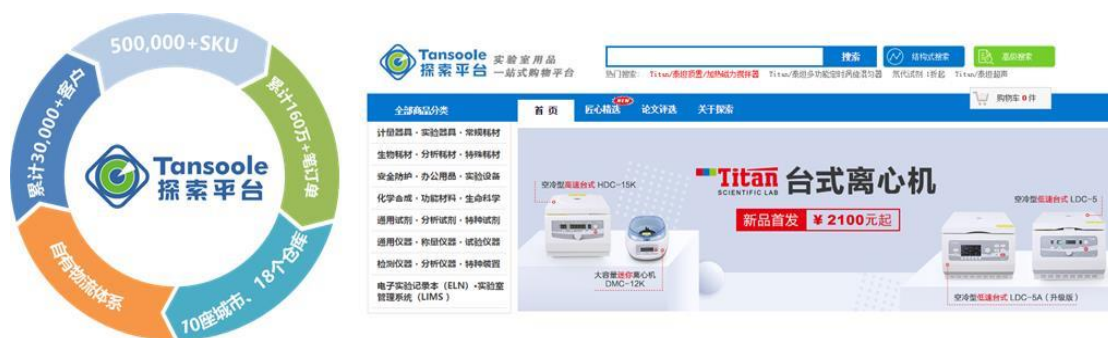 500,000+SKU
累计160万+笔订单
70座城市、18个仓库
自有物流体系
累计30,000+客户
Tansoole
探索平台
Tansoole
探索平台
实验室用品
一站式购物平台
搜索
结构式搜索
高级搜索
热门搜索:
Titan/泰坦顶置/加热磁力搅拌器
Titan/泰坦多功能定时涡旋混匀器
氘代试剂 1折起
Titan/泰坦超声
购物车 0 件
全部商品分类
首 页
匠心精选
NEW
论文评选
关于探索
计量器具·实验器具·常规耗材
生物耗材·分析耗材·特殊耗材
安全防护·办公用品·实验设备
化学合成·功能材料·生命科学
通用试剂·分析试剂·特种试剂
通用仪器·称量仪器·试验仪器
检测仪器·分析仪器·特种装置
电子实验记录本（ELN）·实验室
管理系统（LIMS）
Titan
SCIENTIFIC LAB
台式离心机
新品首发
¥ 2100元起
空冷型高速台式 HDC-15K
大容量迷你离心机
DMC-12K
空冷型低速台式 LDC-5
空冷型低速台式 LDC-5A（升级版）